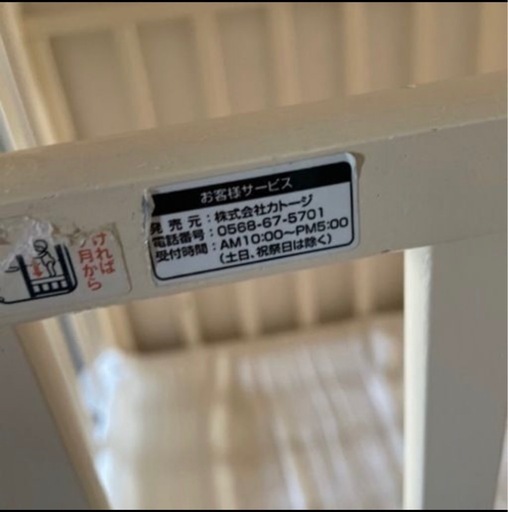 お客様サービス
発売元：株式会社カトージ
電話番号：0568-67-5701
受付時間：AM10:00〜PM5:00
（土日、祝祭日は除く）
ければ
月から